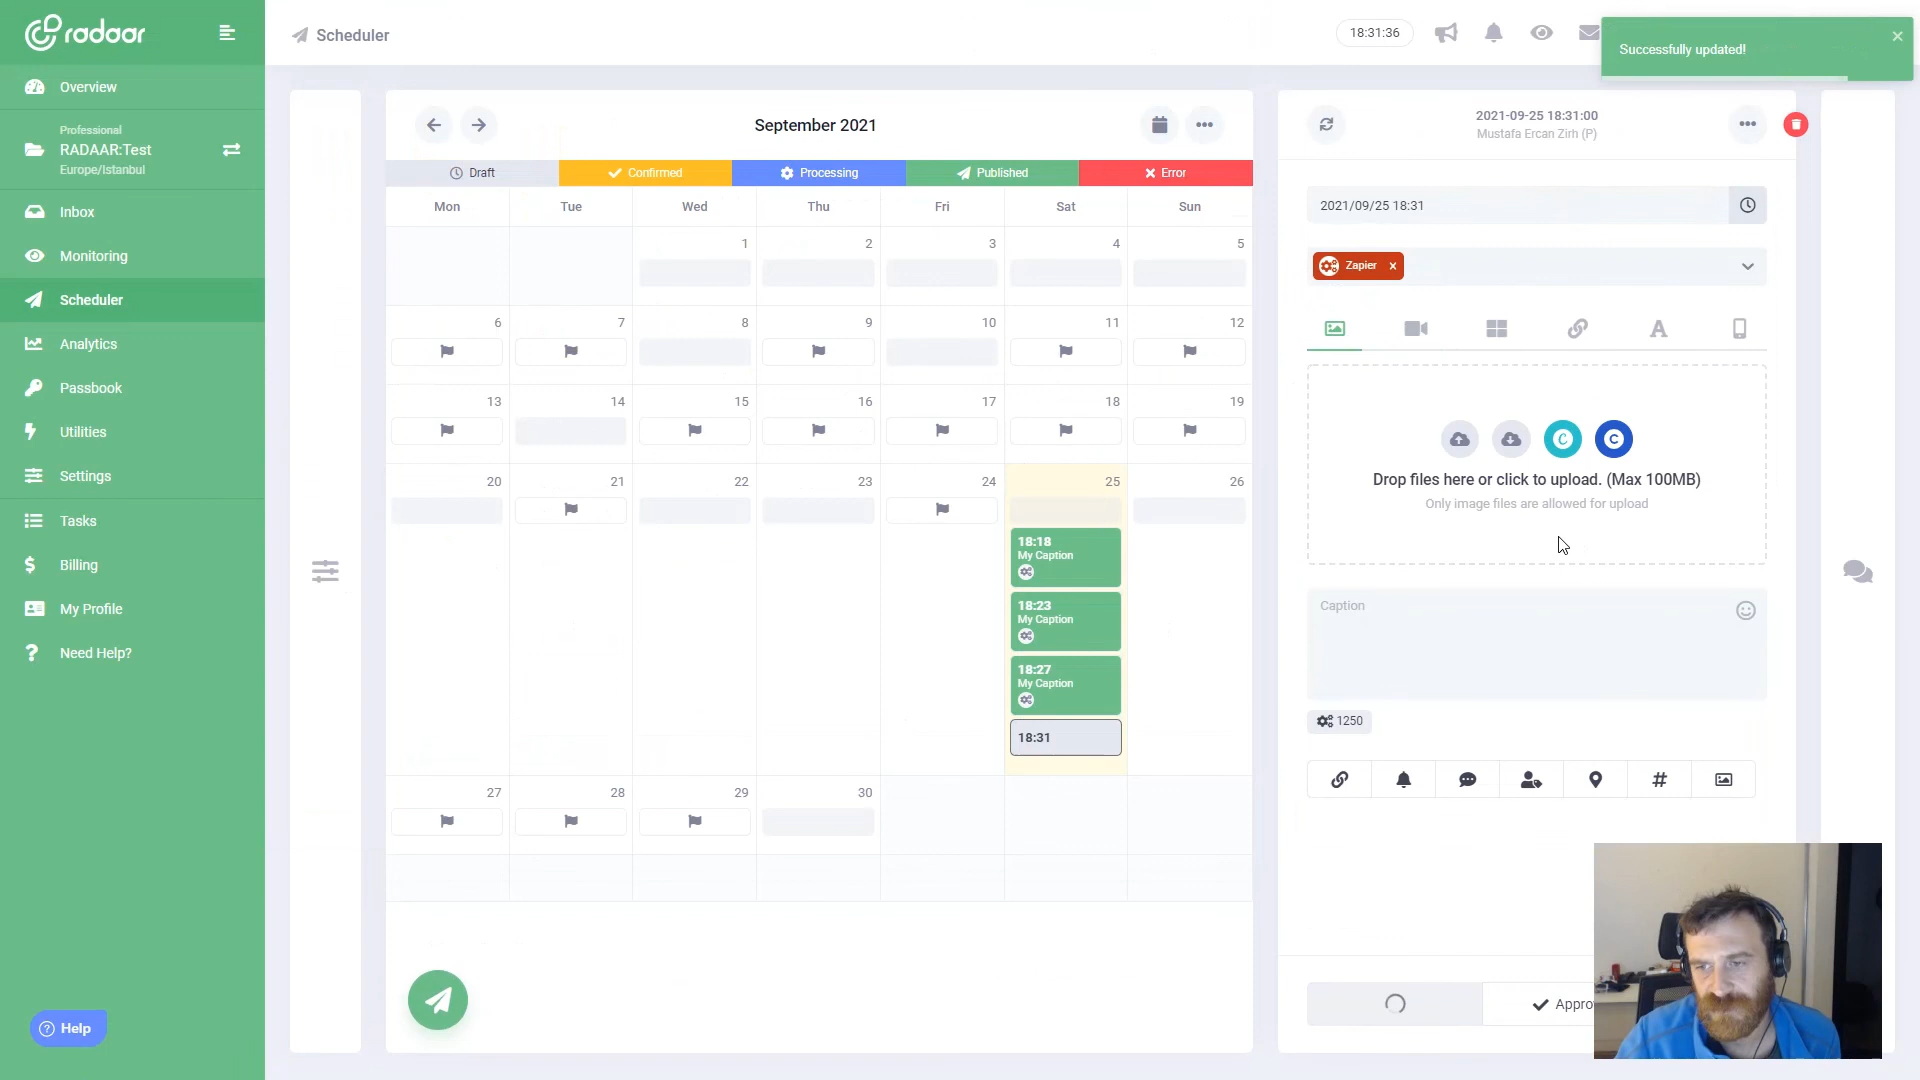 radaar
Scheduler
18:31:36
Successfully updated!
Overview
Professional
RADAAR:Test
Europe/Istanbul
Inbox
Monitoring
Scheduler
Analytics
Passbook
Utilities
Settings
Tasks
Billing
My Profile
Need Help?
Help
September 2021
Draft
Confirmed
Processing
Published
Error
Mon Tue Wed Thu Fri Sat Sun
1 2 3 4 5
6 7 8 9 10 11 12
13 14 15 16 17 18 19
20 21 22 23 24 25 26
18:18
My Caption
18:23
My Caption
18:27
My Caption
18:31
27 28 29 30
2021-09-25 18:31:00
Mustafa Ercan Zirh (P)
2021/09/25 18:31
Zapier
Drop files here or click to upload. (Max 100MB)
Only image files are allowed for upload
Caption
1250
Appro